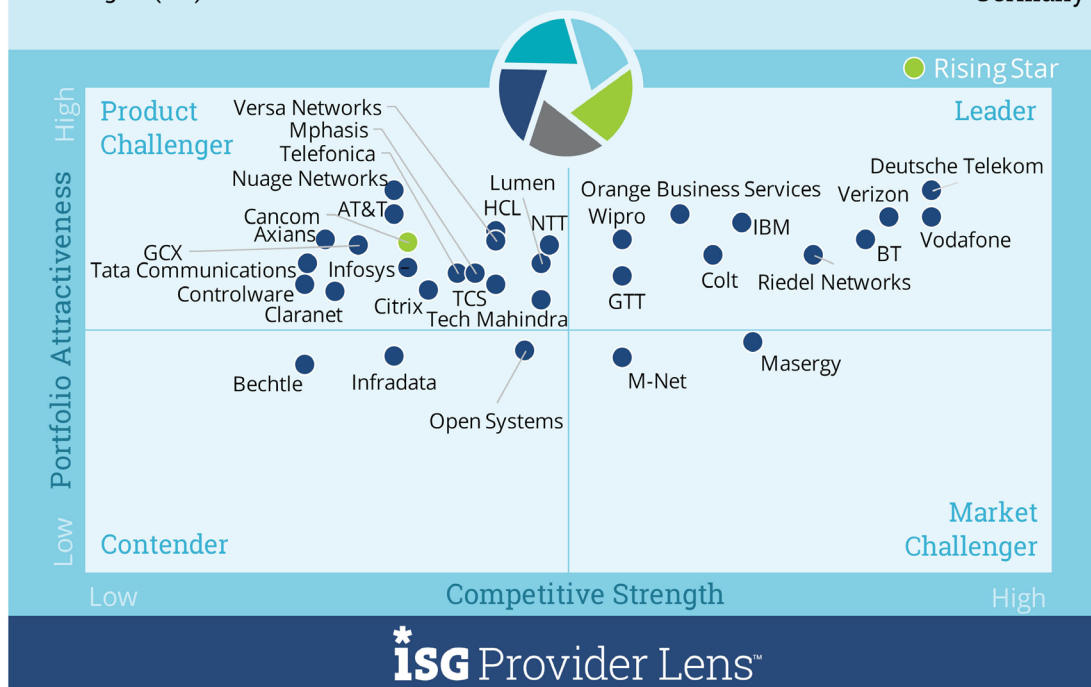 Rising Star
High
Product
Challenger
Leader
Versa Networks
Mphasis
Telefonica
Nuage Networks
Lumen
HCL
NTT
Cancom
AT&T
Axians
GCX
Tata Communications
Infosys
Controlware
Claranet
Citrix
TCS
Tech Mahindra
Orange Business Services
Wipro
Deutsche Telekom
Verizon
IBM
BT
Vodafone
Colt
Riedel Networks
GTT
Bechtle
Infradata
Open Systems
M-Net
Masergy
Portfolio Attractiveness
Low
Contender
Market
Challenger
Low
Competitive Strength
High
iSG Provider Lens™